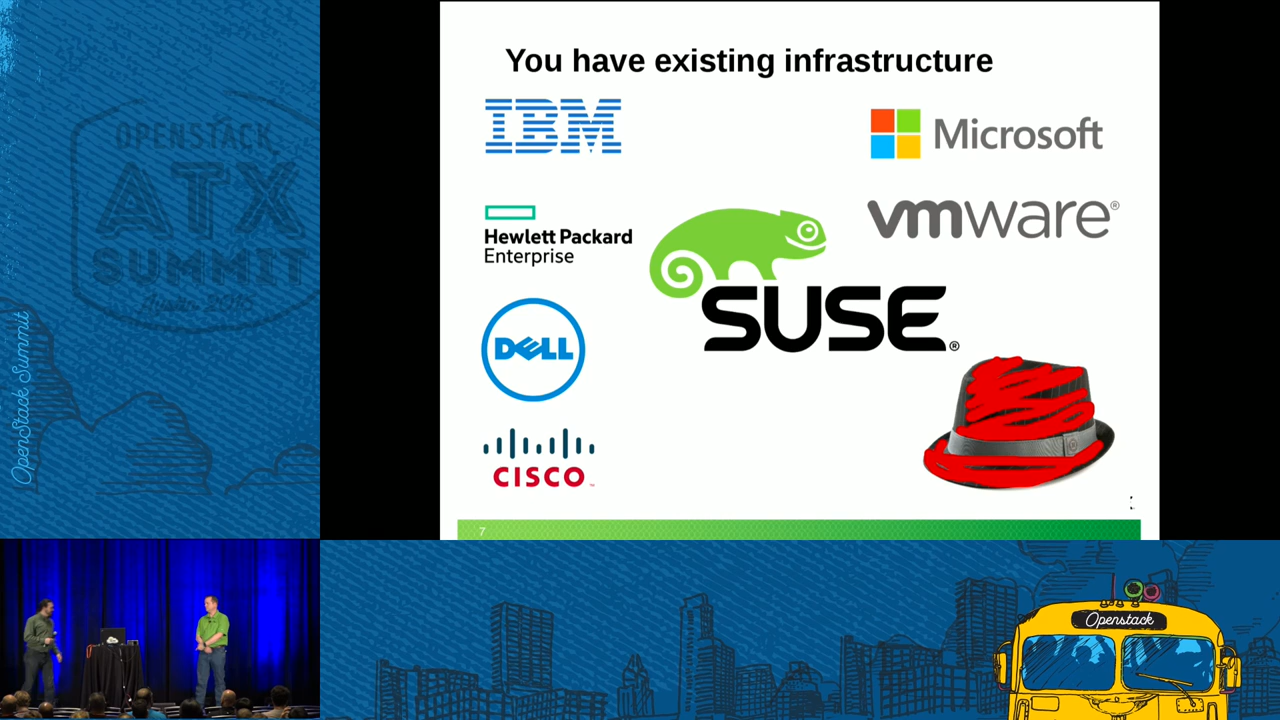 You have existing infrastructure
IBM
Microsoft
vmware®
Hewlett Packard
Enterprise
SUSE®
DELL
CISCO
7
OPENSTACK
ATX
SUMMIT
OpenStack Summit
Openstack